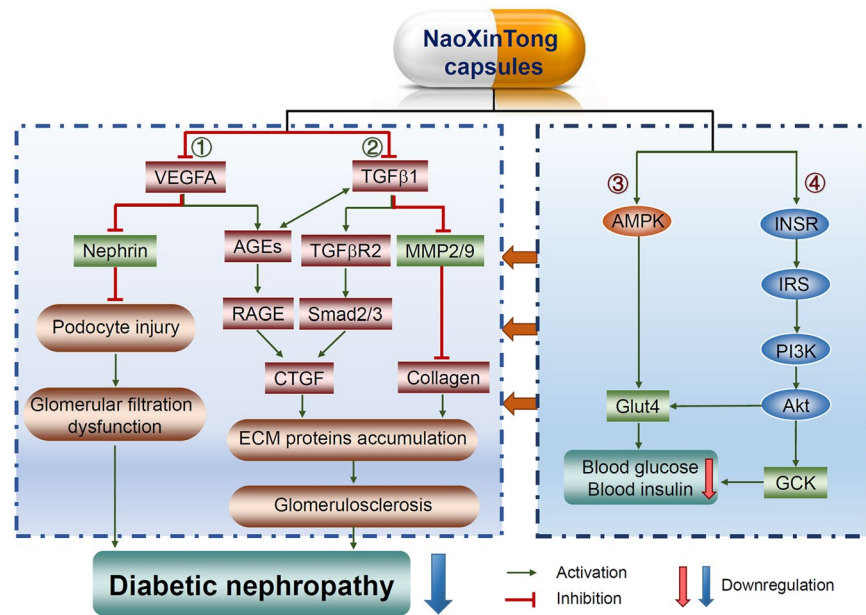 NaoXinTong
capsules
①
②
VEGFA
TGFβ1
Nephrin
AGEs
TGFβR2
MMP2/9
Podocyte injury
RAGE
Smad2/3
CTGF
Collagen
Glomerular filtration
dysfunction
ECM proteins accumulation
Glomerulosclerosis
Diabetic nephropathy
③
④
AMPK
INSR
IRS
PI3K
Glut4
Akt
Blood glucose
Blood insulin
GCK
Activation
Inhibition
Downregulation